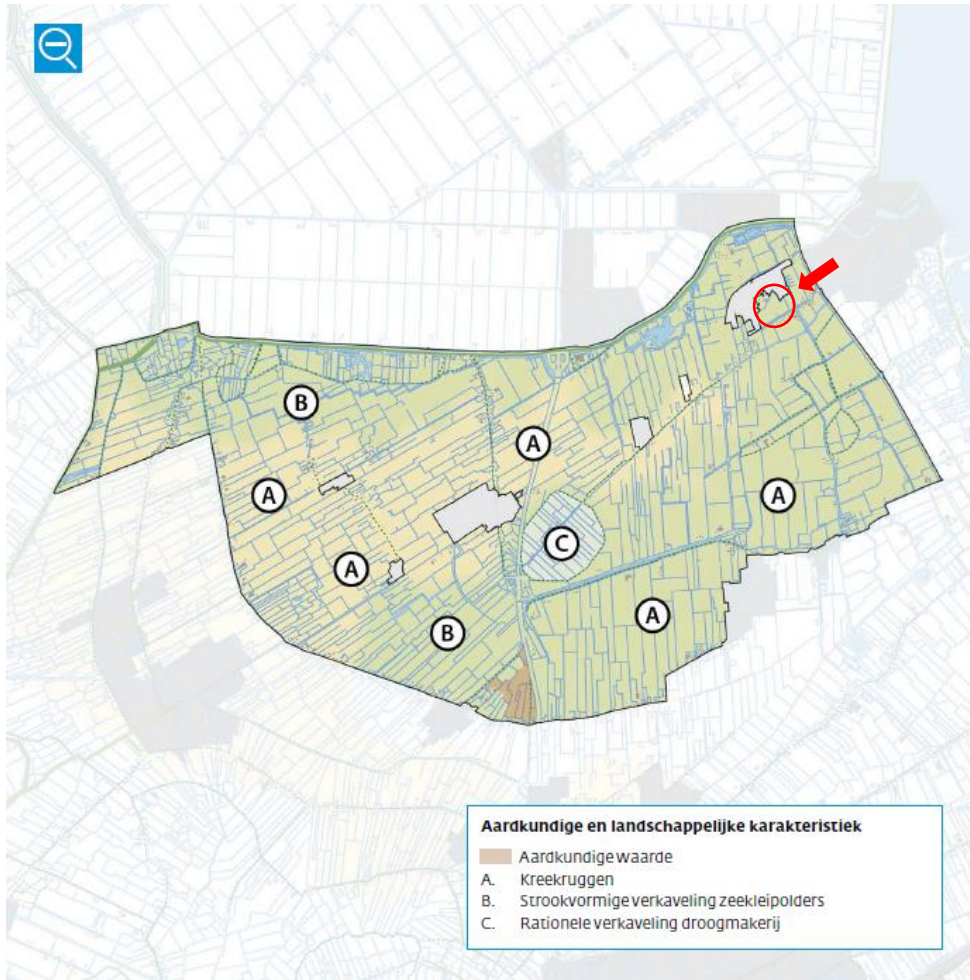 B
A
A
A
C
A
B
A
Aardkundige en landschappelijke karakteristiek
Aardkundige waarde
A. Kreekruggen
B. Strookvormige verkaveling zeekleipolders
C. Rationele verkaveling droogmakerij